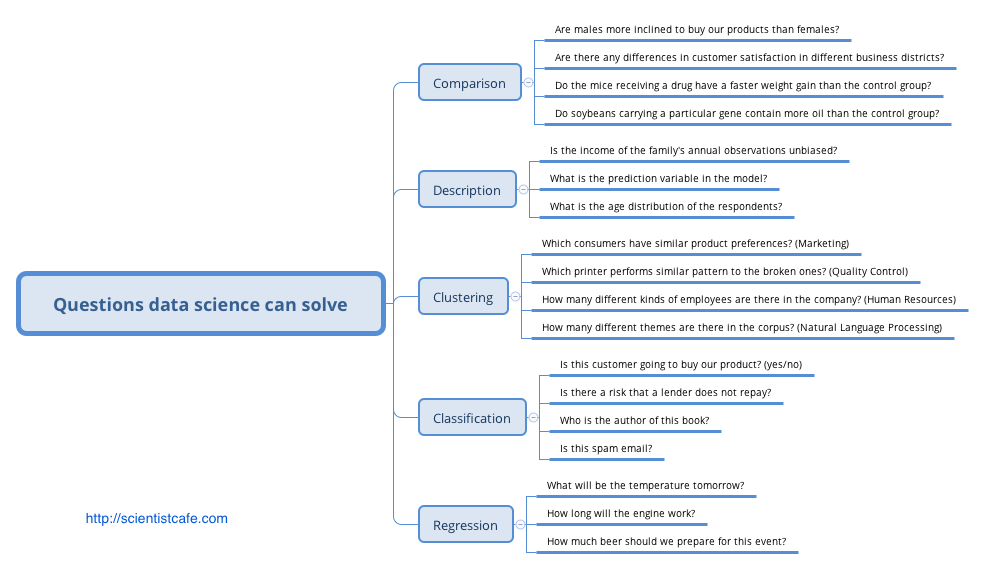 Questions data science can solve
Comparison
Are males more inclined to buy our products than females?
Are there any differences in customer satisfaction in different business districts?
Do the mice receiving a drug have a faster weight gain than the control group?
Do soybeans carrying a particular gene contain more oil than the control group?
Description
Is the income of the family's annual observations unbiased?
What is the prediction variable in the model?
What is the age distribution of the respondents?
Clustering
Which consumers have similar product preferences? (Marketing)
Which printer performs similar pattern to the broken ones? (Quality Control)
How many different kinds of employees are there in the company? (Human Resources)
How many different themes are there in the corpus? (Natural Language Processing)
Classification
Is this customer going to buy our product? (yes/no)
Is there a risk that a lender does not repay?
Who is the author of this book?
Is this spam email?
Regression
What will be the temperature tomorrow?
How long will the engine work?
How much beer should we prepare for this event?
http://scientistcafe.com